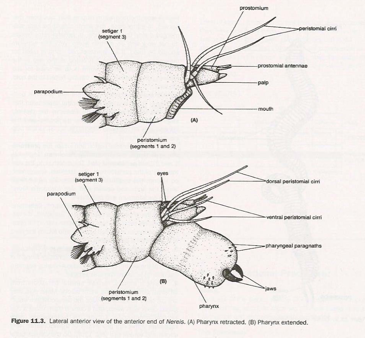 prostomium
setiger 1
(segment 3)
peristomial cirri
prostomial antennae
parapodium
palp
mouth
(A)
peristomium
(segments 1 and 2)
setiger 1
(segment 3)
eyes
dorsal peristomial cirri
parapodium
ventral peristomial cirri
pharyngeal paragnaths
(B)
jaws
peristomium
(segments 1 and 2)
pharynx
Figure 11.3. Lateral anterior view of the anterior end of Nereis. (A) Pharynx retracted. (B) Pharynx extended.